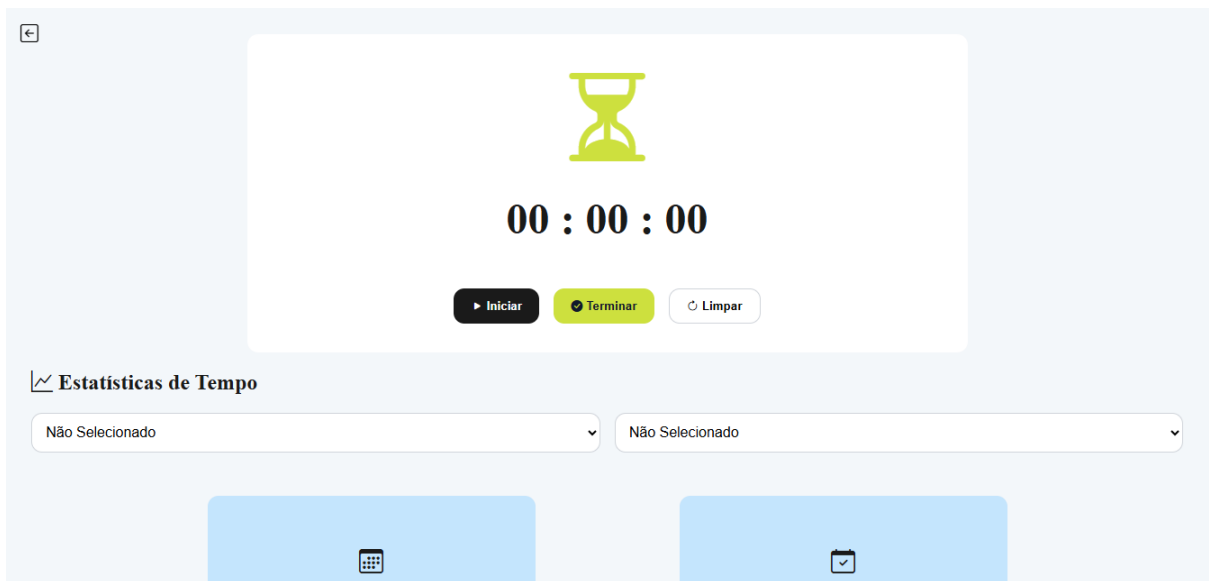 00 : 00 : 00
Iniciar
Terminar
Limpar
Estatísticas de Tempo
Não Selecionado
Não Selecionado